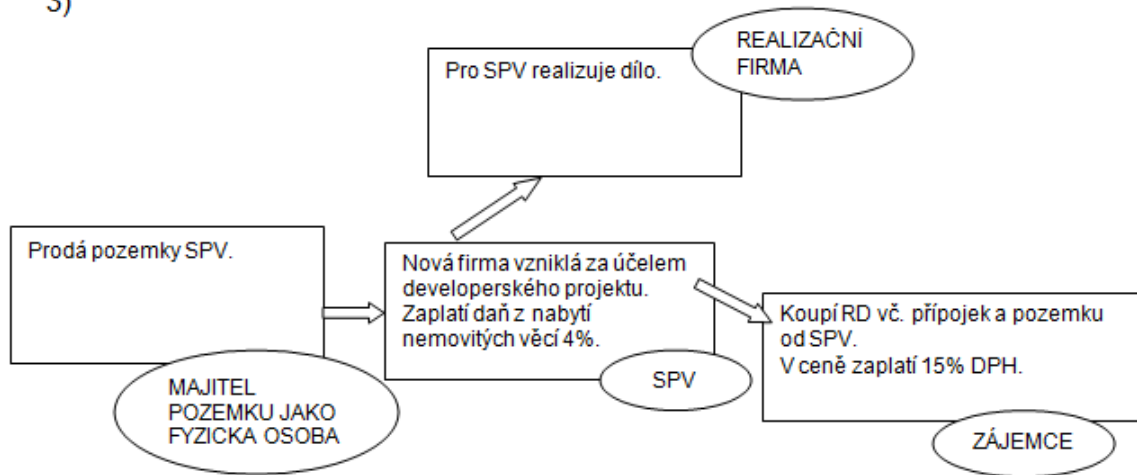 3)
REALIZAČNÍ
FIRMA
Pro SPV realizuje dílo.
Prodá pozemky SPV.
MAJITEL
POZEMKU JAKO
FYZICKA OSOBA
Nová firma vzniklá za účelem
developerského projektu.
Zaplatí daň z nabytí
nemovitých věcí 4%.
SPV
Koupí RD vč. přípojek a pozemku
od SPV.
V ceně zaplatí 15% DPH.
ZÁJEMCE